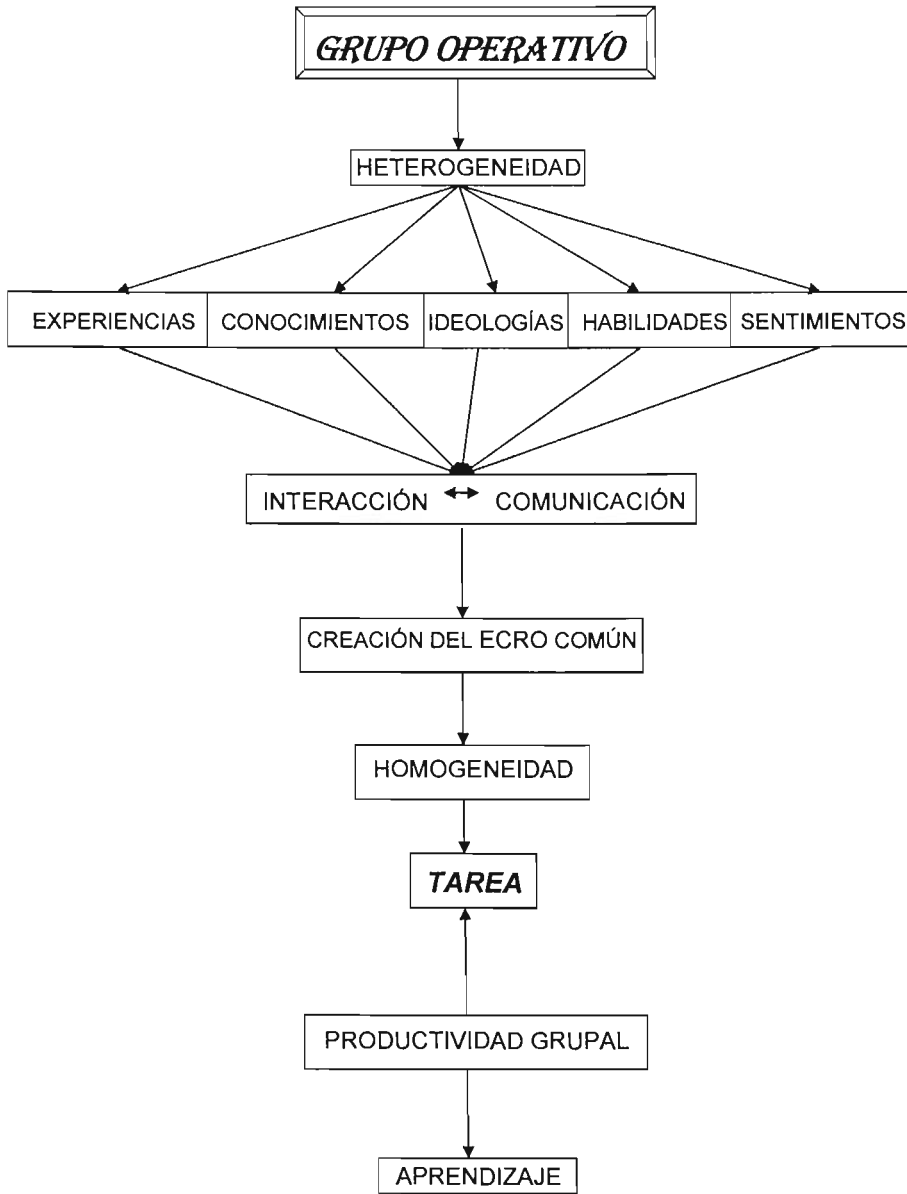 GRUPO OPERATIVO
HETEROGENEIDAD
EXPERIENCIAS CONOCIMIENTOS IDEOLOGÍAS HABILIDADES SENTIMIENTOS
INTERACCIÓN ↔ COMUNICACIÓN
CREACIÓN DEL ECRO COMÚN
HOMOGENEIDAD
TAREA
PRODUCTIVIDAD GRUPAL
APRENDIZAJE